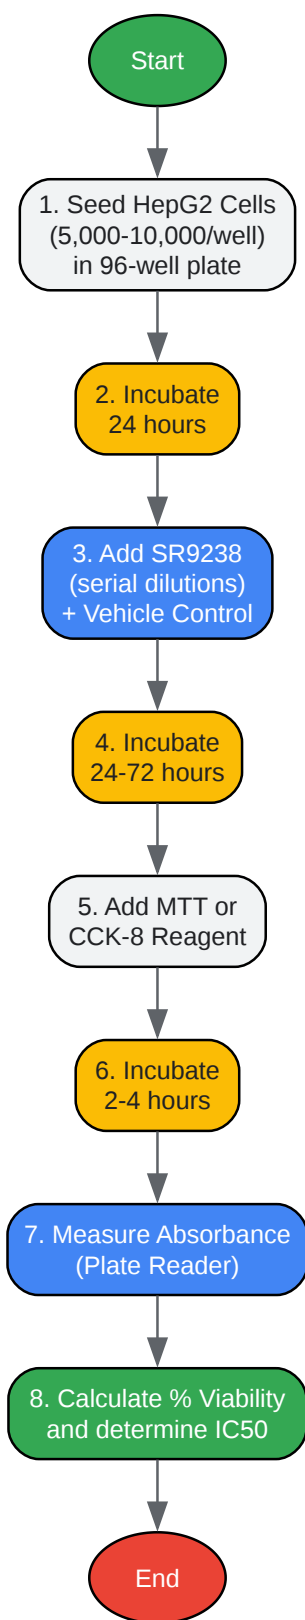 Start
1. Seed HepG2 Cells
(5,000-10,000/well)
in 96-well plate
2. Incubate
24 hours
3. Add SR9238
(serial dilutions)
+ Vehicle Control
4. Incubate
24-72 hours
5. Add MTT or
CCK-8 Reagent
6. Incubate
2-4 hours
7. Measure Absorbance
(Plate Reader)
8. Calculate % Viability
and determine IC50
End